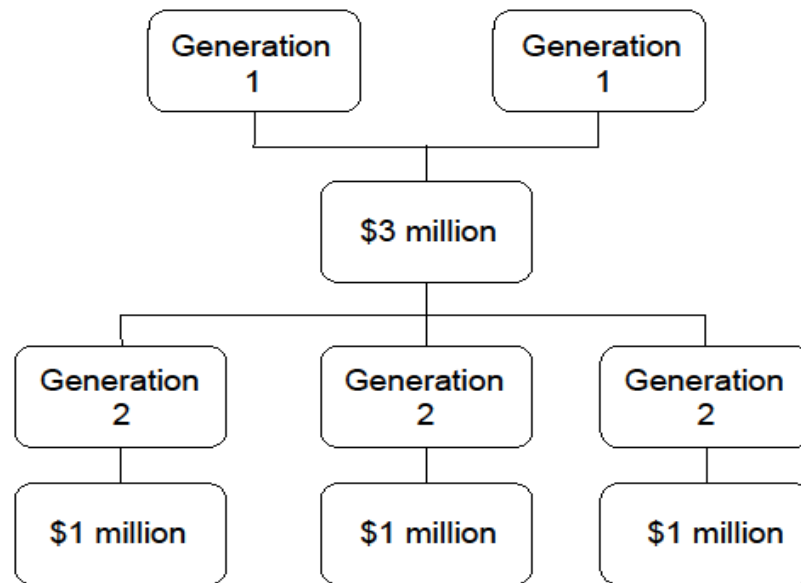 Generation
1
Generation
1
$3 million
Generation
2
Generation
2
Generation
2
$1 million
$1 million
$1 million